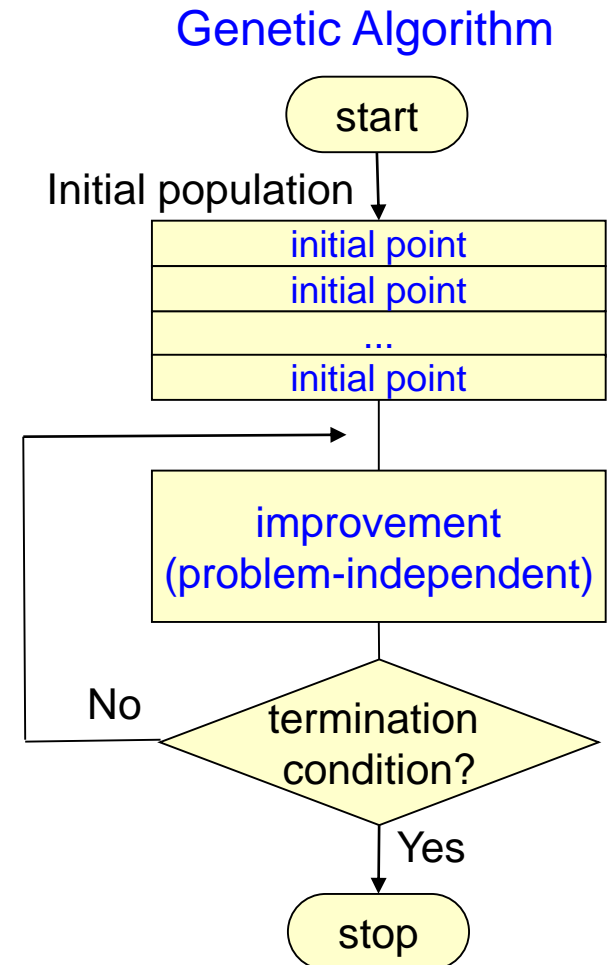 Genetic Algorithm
start
Initial population
initial point
initial point
...
initial point
improvement
(problem-independent)
No
termination
condition?
Yes
stop